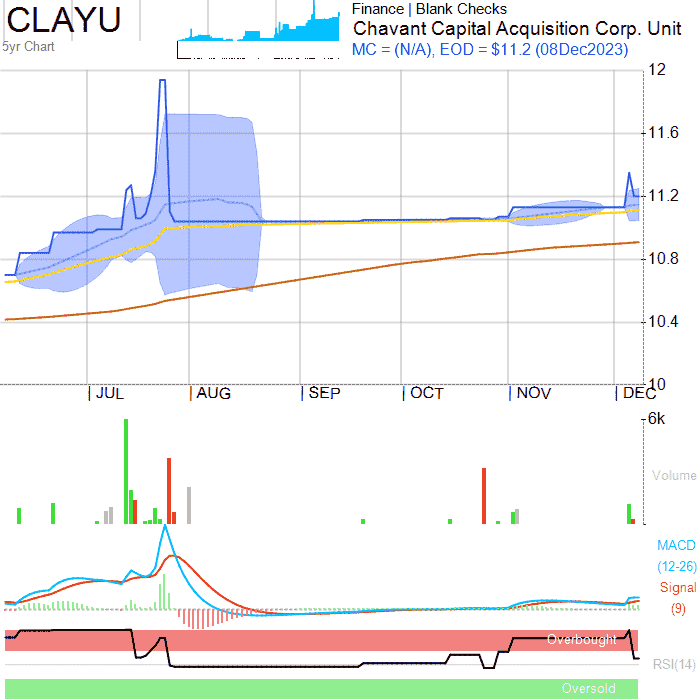 CLAYU
5yr Chart
Finance | Blank Checks
Chavant Capital Acquisition Corp. Unit
MC = (N/A), EOD = $11.2 (08Dec2023)
12
11.6
11.2
10.8
10.4
10
JUL AUG SEP OCT NOV DEC
6k
Volume
MACD
(12-26)
Signal
(9)
Overbought
RSI(14)
Oversold